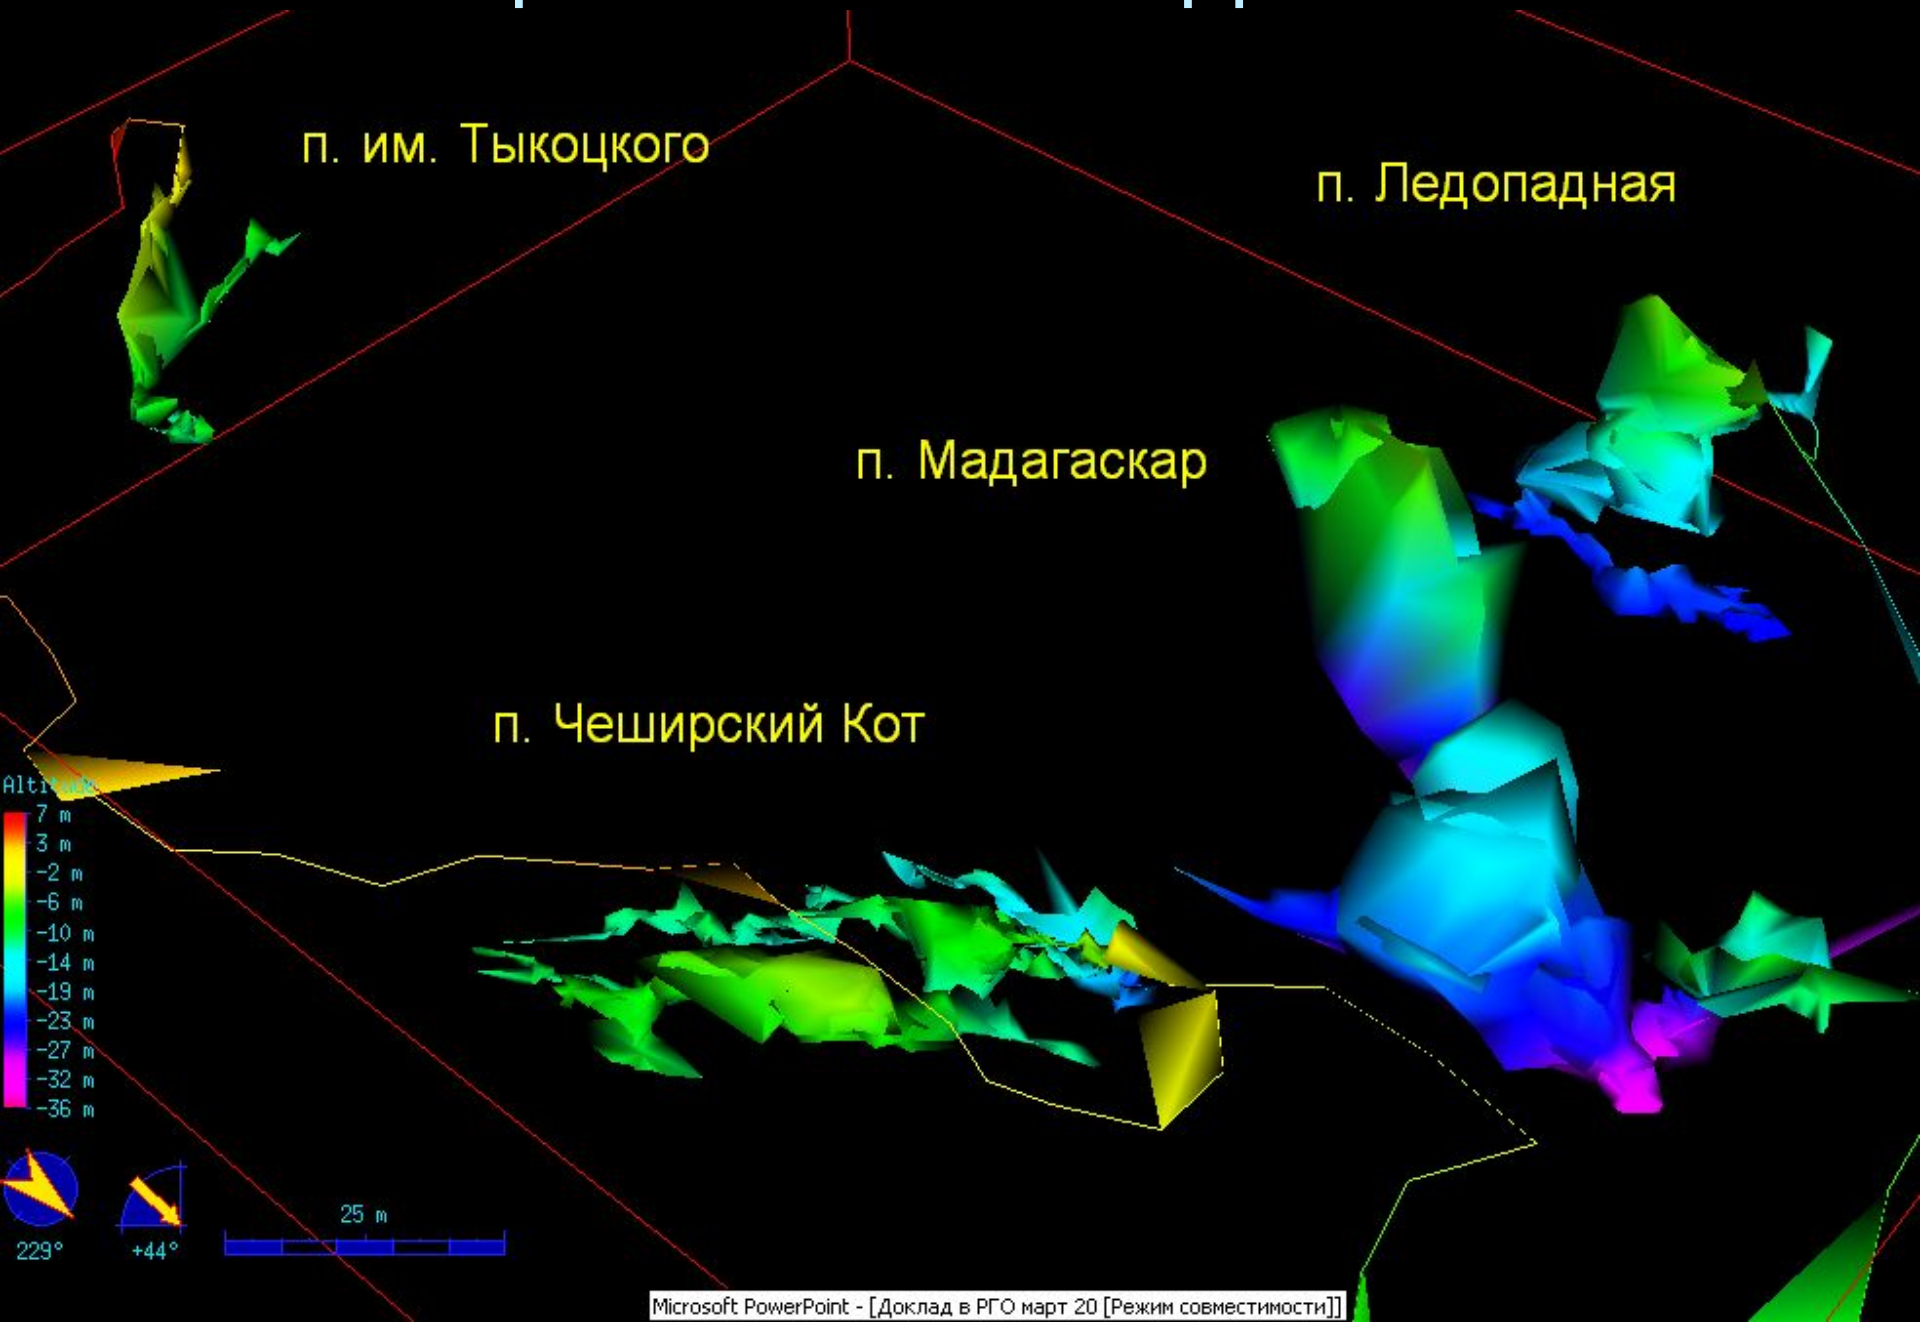 п. им. Тыкоцкого
п. Ледопадная
п. Мадагаскар
п. Чеширский Кот
Altitude
7 m
3 m
-2 m
-6 m
-10 m
-14 m
-19 m
-23 m
-27 m
-32 m
-36 m
229°
+44°
25 m
Microsoft PowerPoint - [Доклад в РГО март 20 [Режим совместимости]]